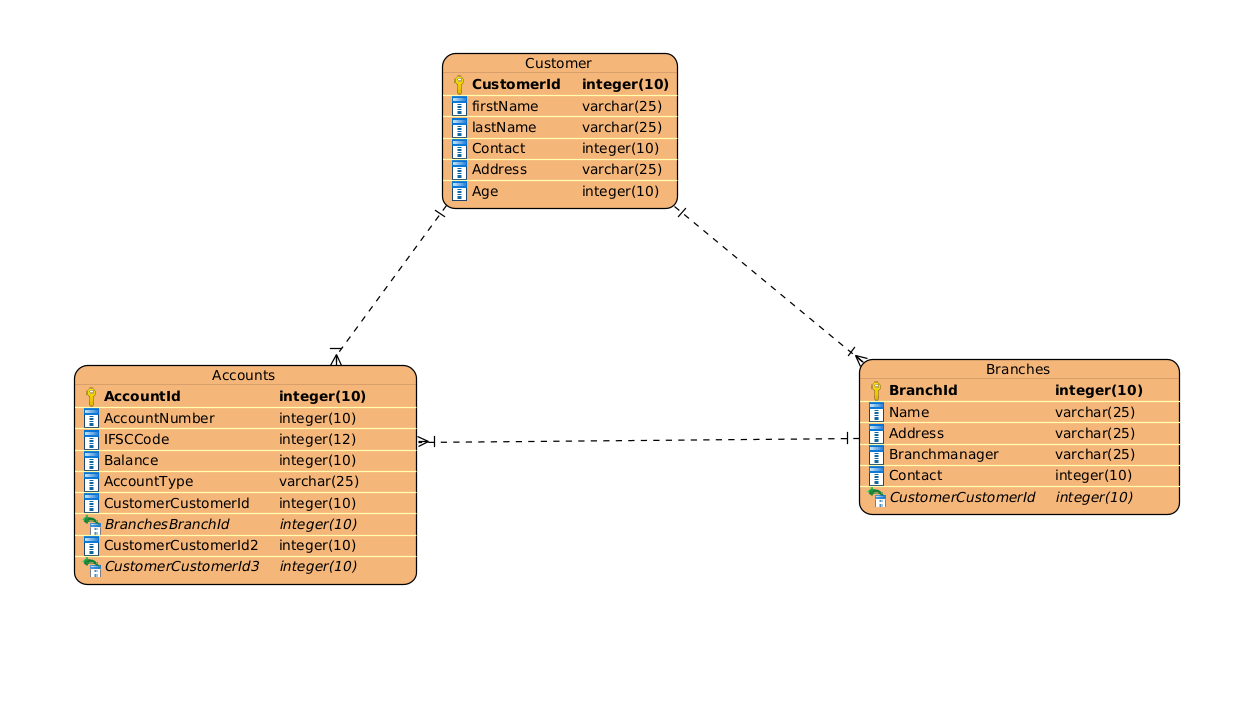 Customer
CustomerId integer(10)
firstName varchar(25)
lastName varchar(25)
Contact integer(10)
Address varchar(25)
Age integer(10)
Accounts
AccountId integer(10)
AccountNumber integer(10)
IFSCCode integer(12)
Balance integer(10)
AccountType varchar(25)
CustomerCustomerId integer(10)
BranchesBranchId integer(10)
CustomerCustomerId2 integer(10)
CustomerCustomerId3 integer(10)
Branches
BranchId integer(10)
Name varchar(25)
Address varchar(25)
Branchmanager varchar(25)
Contact integer(10)
CustomerCustomerId integer(10)